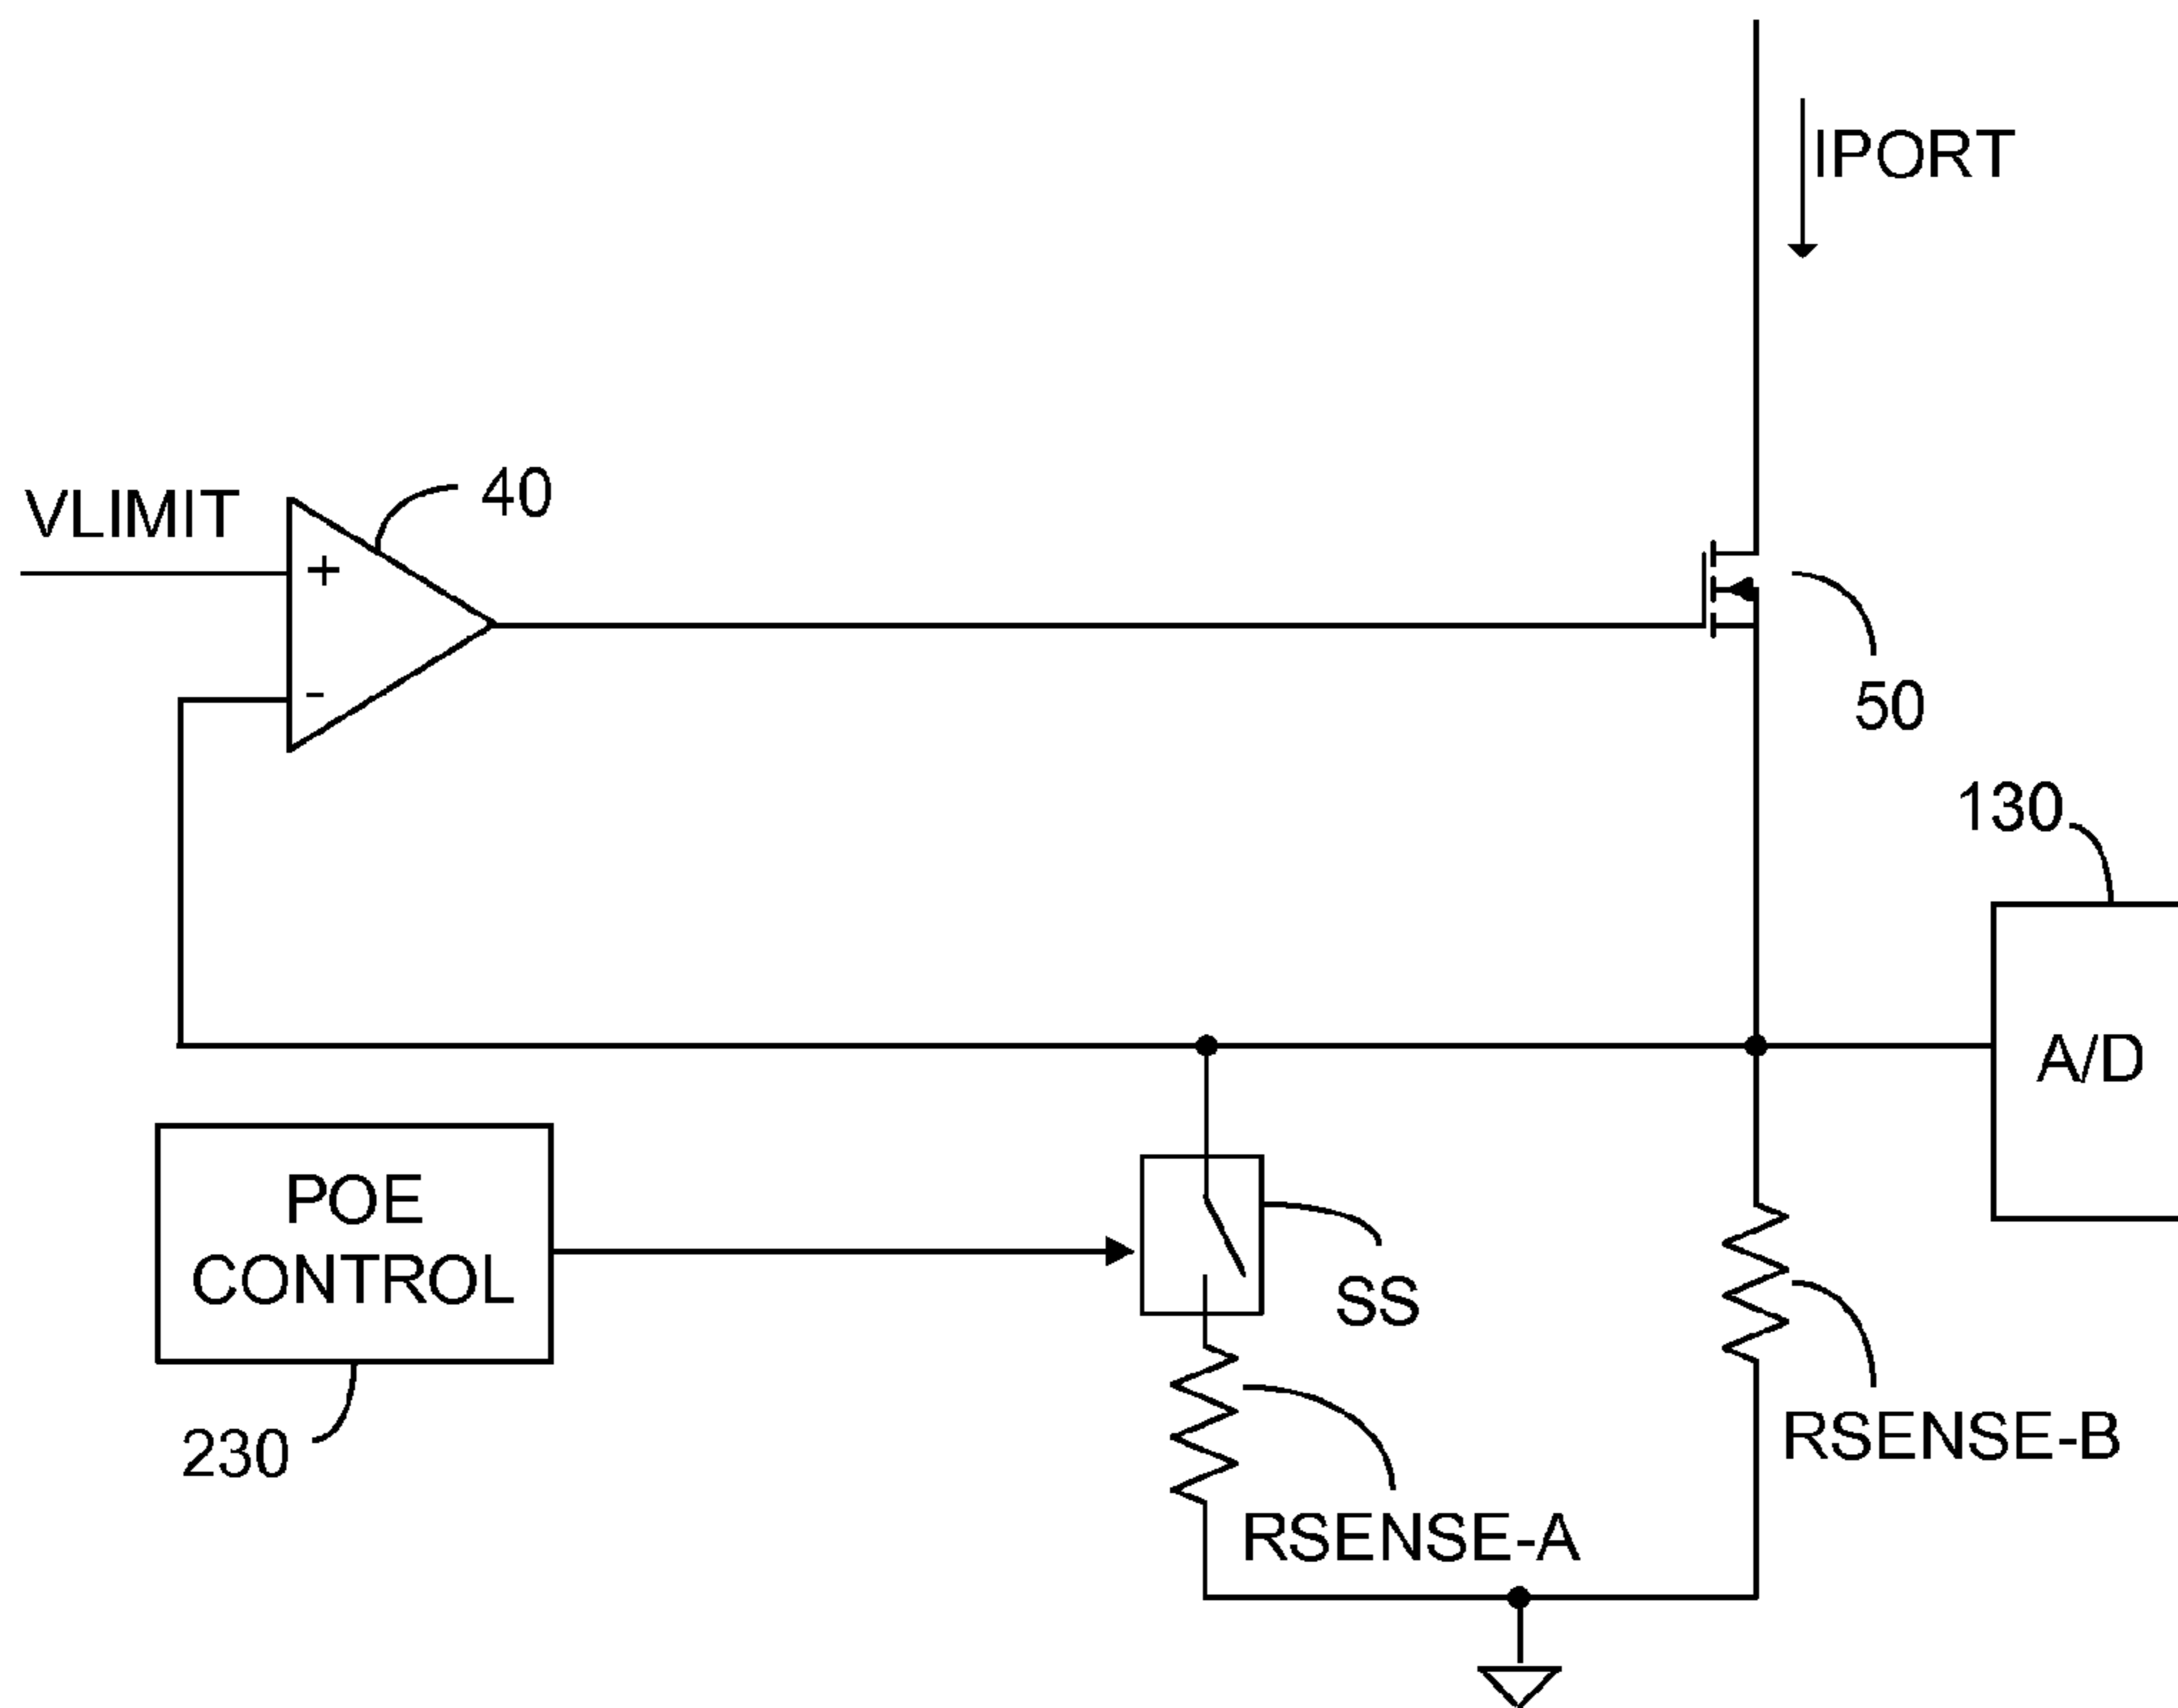 IPORT
VLIMIT
40
+
-
50
130
A/D
POE
CONTROL
SS
230
RSENSE-B
RSENSE-A